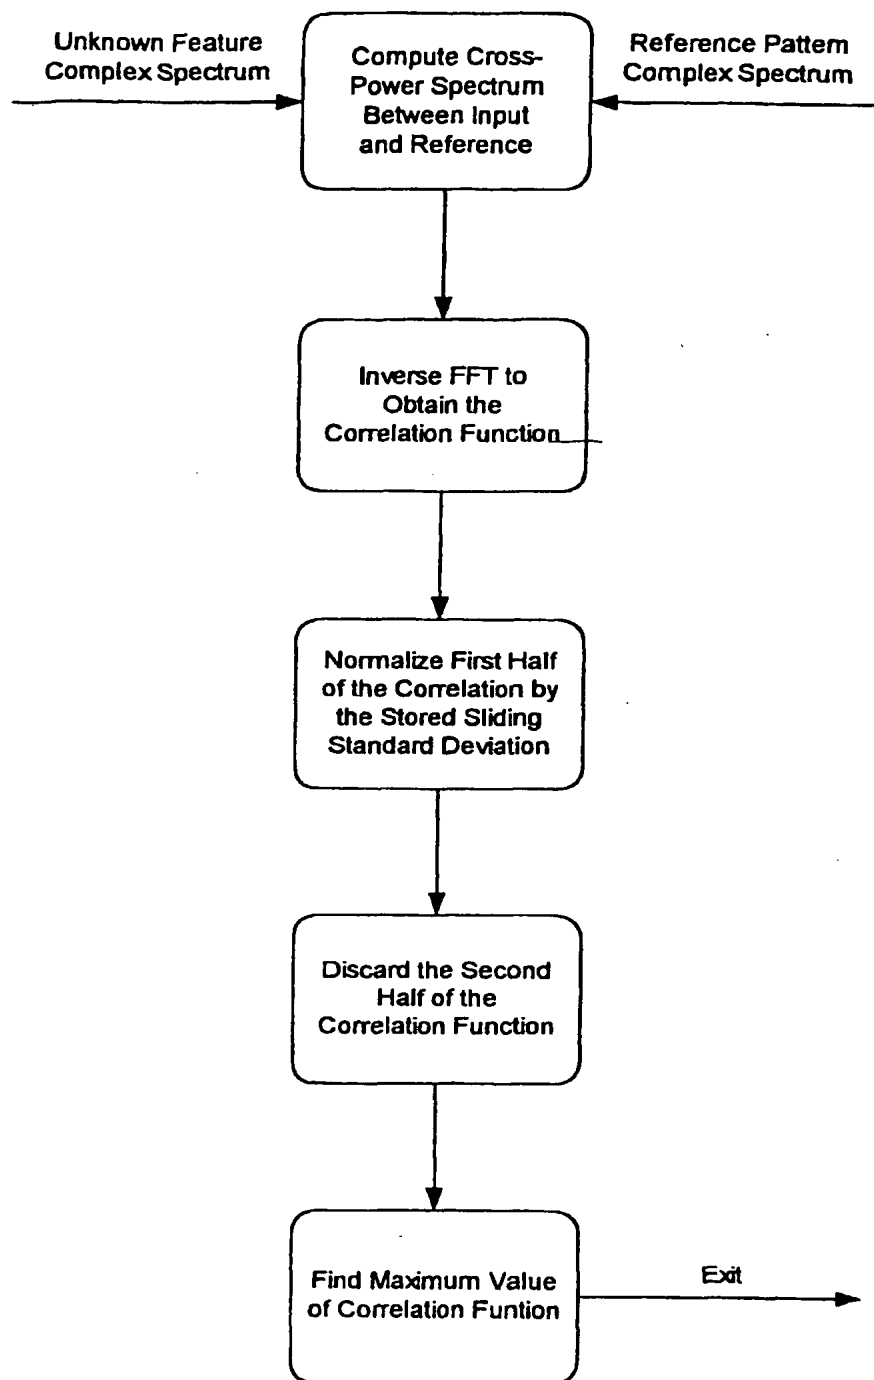 Unknown Feature
Complex Spectrum
Compute Cross-
Power Spectrum
Between Input
and Reference
Reference Pattern
Complex Spectrum
Inverse FFT to
Obtain the
Correlation Function
Normalize First Half
of the Correlation by
the Stored Sliding
Standard Deviation
Discard the Second
Half of the
Correlation Function
Find Maximum Value
of Correlation Funtion
Exit